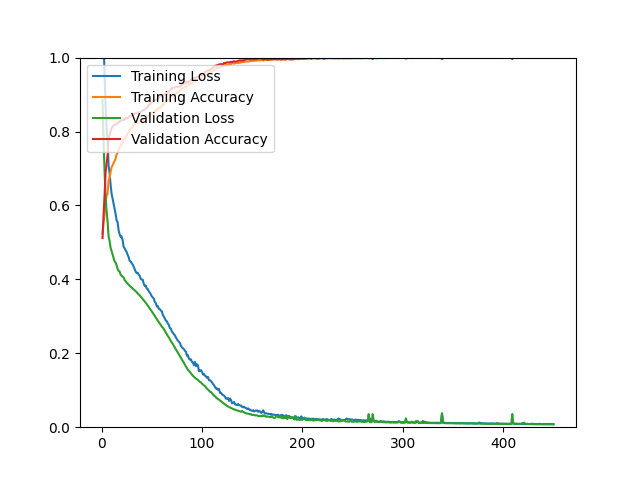 1.0
0.8
0.6
0.4
0.2
0.0
Training Loss
Training Accuracy
Validation Loss
Validation Accuracy
0 100 200 300 400